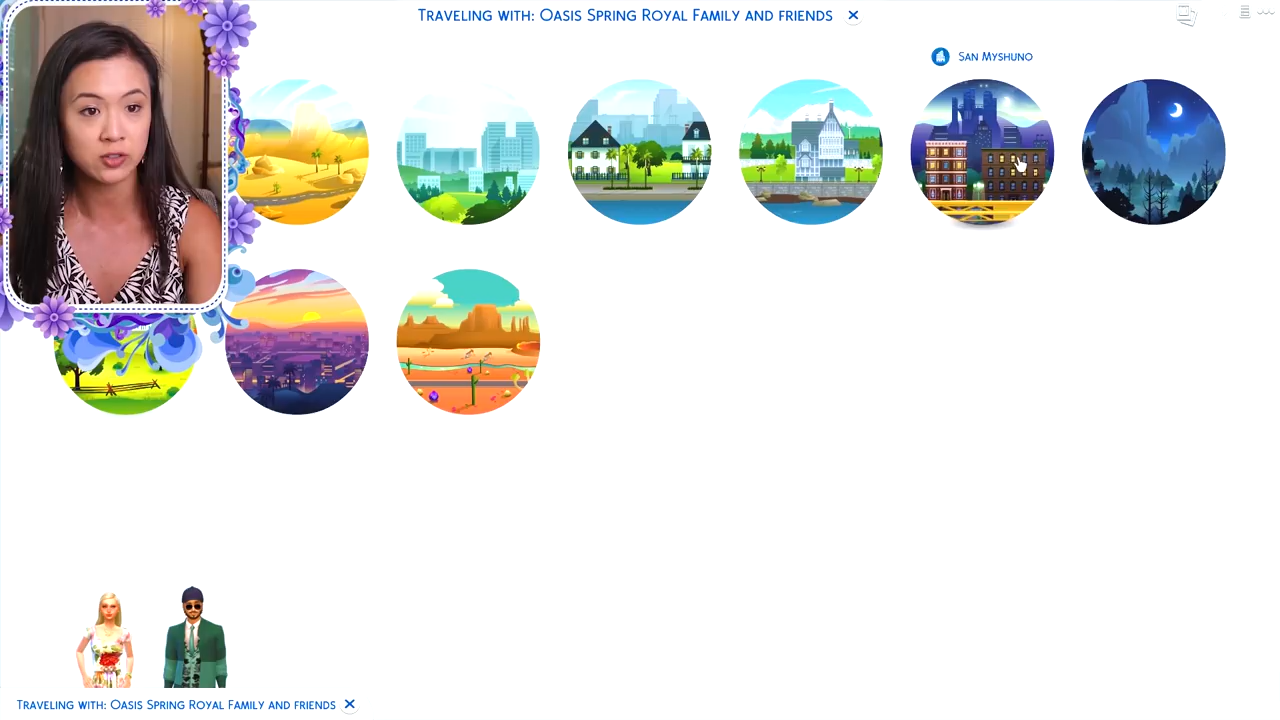 TRAVELING WITH: OASIS SPRING ROYAL FAMILY AND FRIENDS
SAN MYSHUNO
TRAVELING WITH: OASIS SPRING ROYAL FAMILY AND FRIENDS